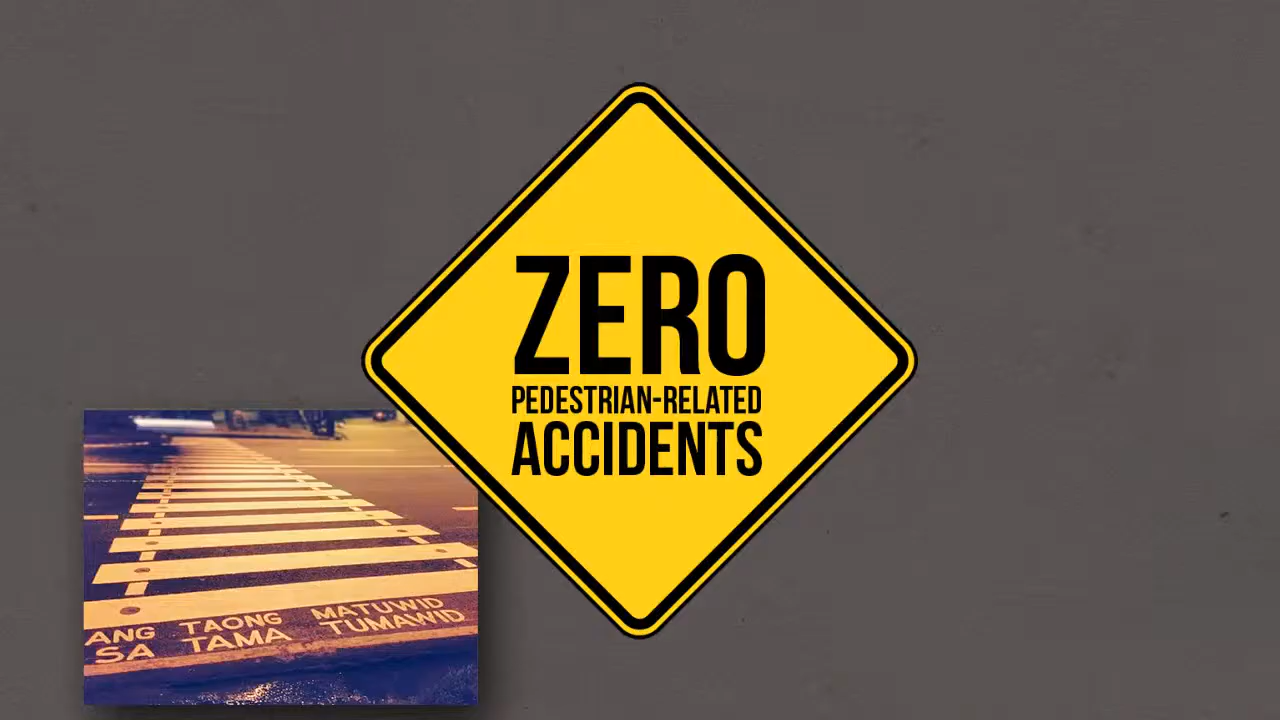 ZERO
PEDESTRIAN-RELATED
ACCIDENTS
ANG TAONG MATUWID
SA TAMA TUMAWID